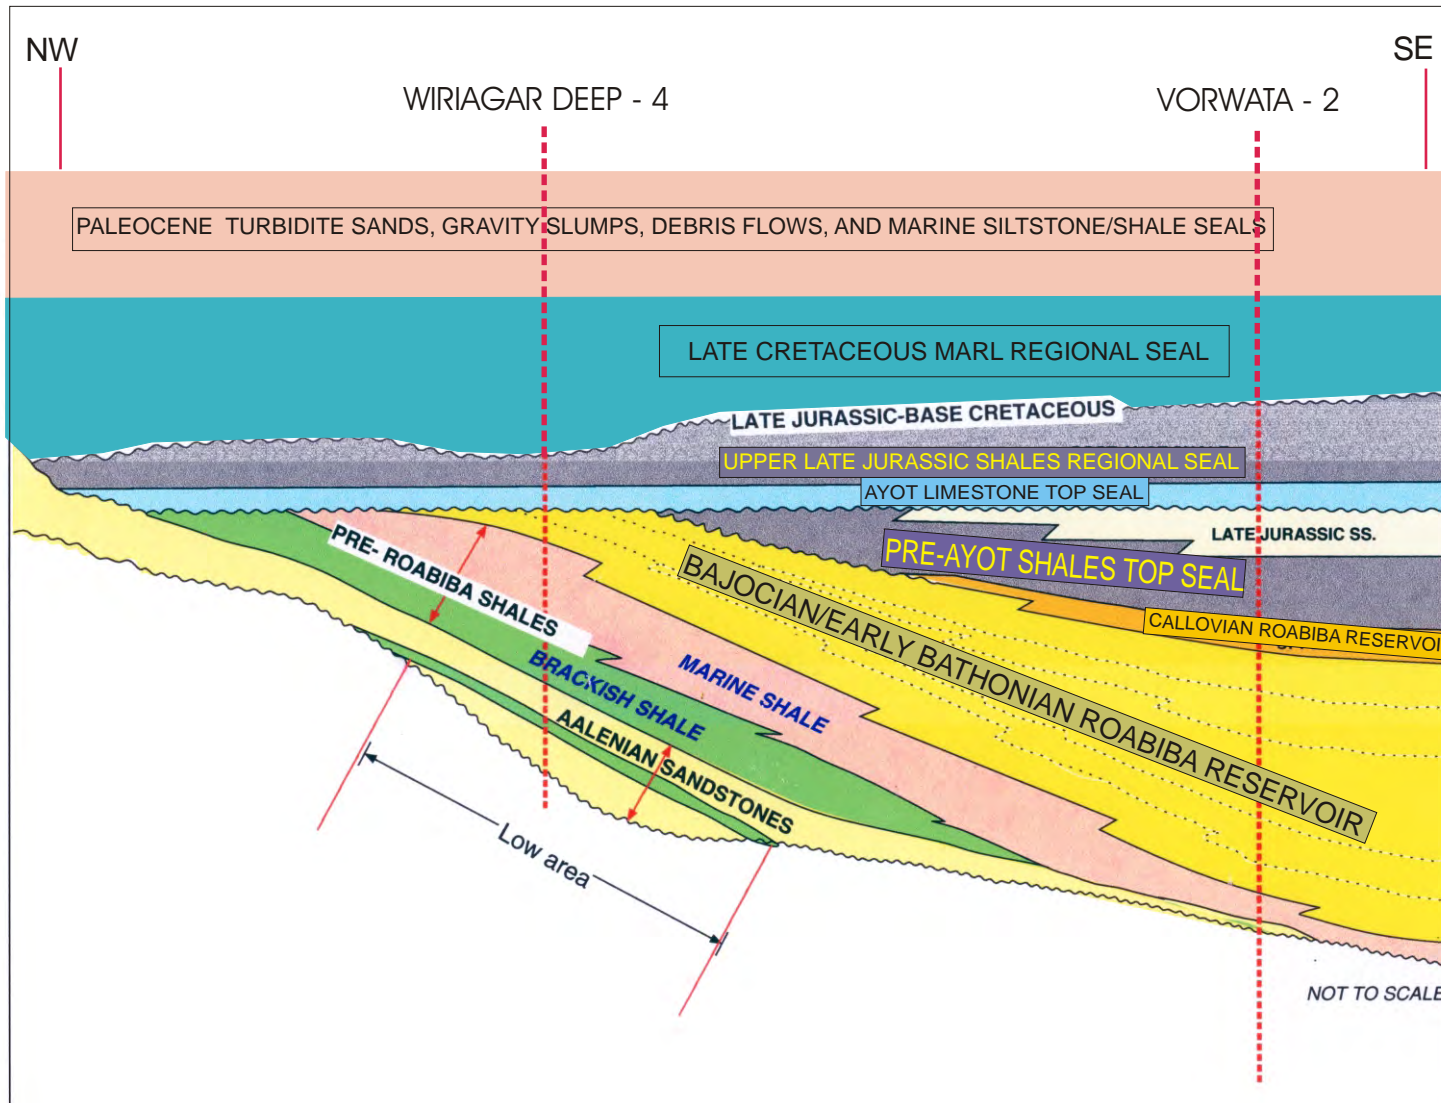 NW
SE
WIRIAGAR DEEP - 4
VORWATA - 2
PALEOCENE TURBIDITE SANDS, GRAVITY SLUMPS, DEBRIS FLOWS, AND MARINE SILTSTONE/SHALE SEALS
LATE CRETACEOUS MARL REGIONAL SEAL
LATE JURASSIC-BASE CRETACEOUS
UPPER LATE JURASSIC SHALES REGIONAL SEAL
AYOT LIMESTONE TOP SEAL
LATE JURASSIC SS.
PRE-AYOT SHALES TOP SEAL
PRE- ROABIBA SHALES
BAJOCIAN/EARLY BATHONIAN ROABIBA RESERVOIR
CALLOVIAN ROABIBA RESERVOI
BRACKISH SHALE
MARINE SHALE
AALENIAN SANDSTONES
Low area
NOT TO SCALE